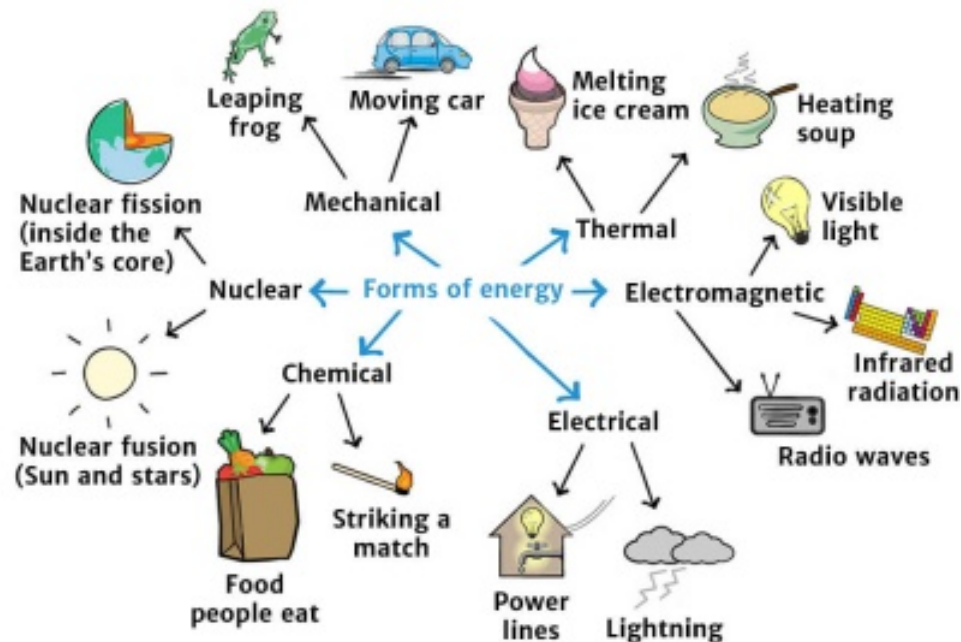 Leaping
frog
Moving car
Melting
ice cream
Heating
soup
Mechanical
Thermal
Nuclear fission
(inside the
Earth's core)
Visible
light
Nuclear
Forms of energy
Electromagnetic
Infrared
radiation
Chemical
Electrical
Radio waves
Nuclear fusion
(Sun and stars)
Striking a
match
Food
people eat
Power
lines
Lightning